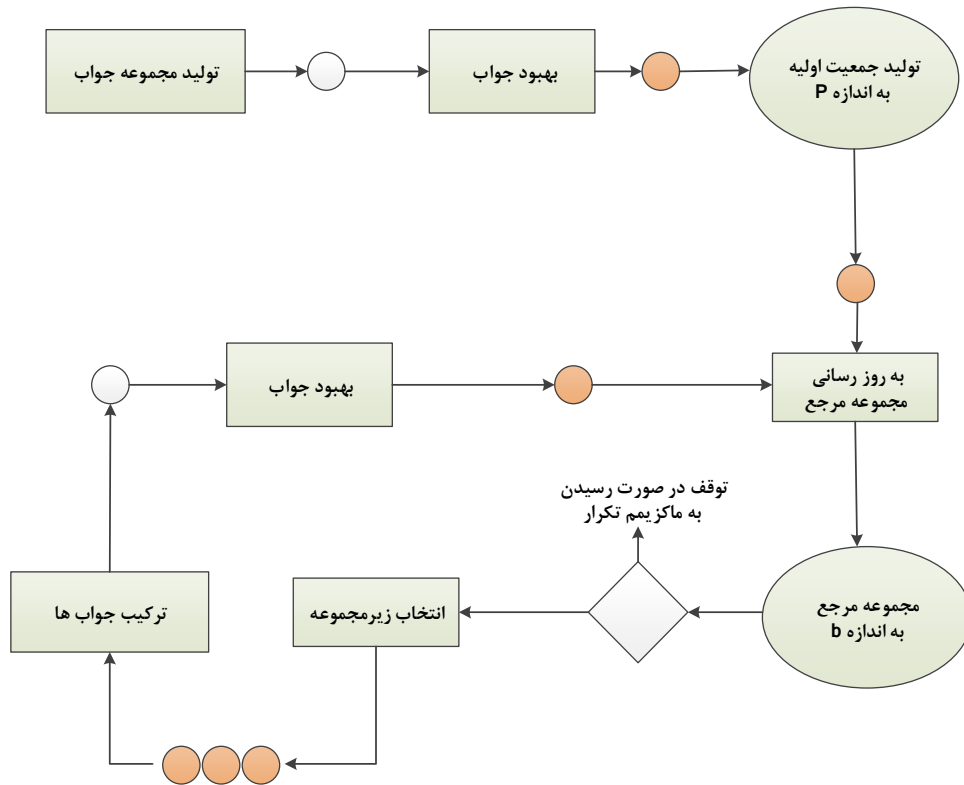 تولید مجموعه جواب
بهبود جواب
تولید جمعیت اولیه
به اندازه P
بهبود جواب
به روز رسانی
مجموعه مرجع
توقف در صورت رسیدن
به ماکزیمم تکرار
ترکیب جواب ها
انتخاب زیرمجموعه
مجموعه مرجع
به اندازه b